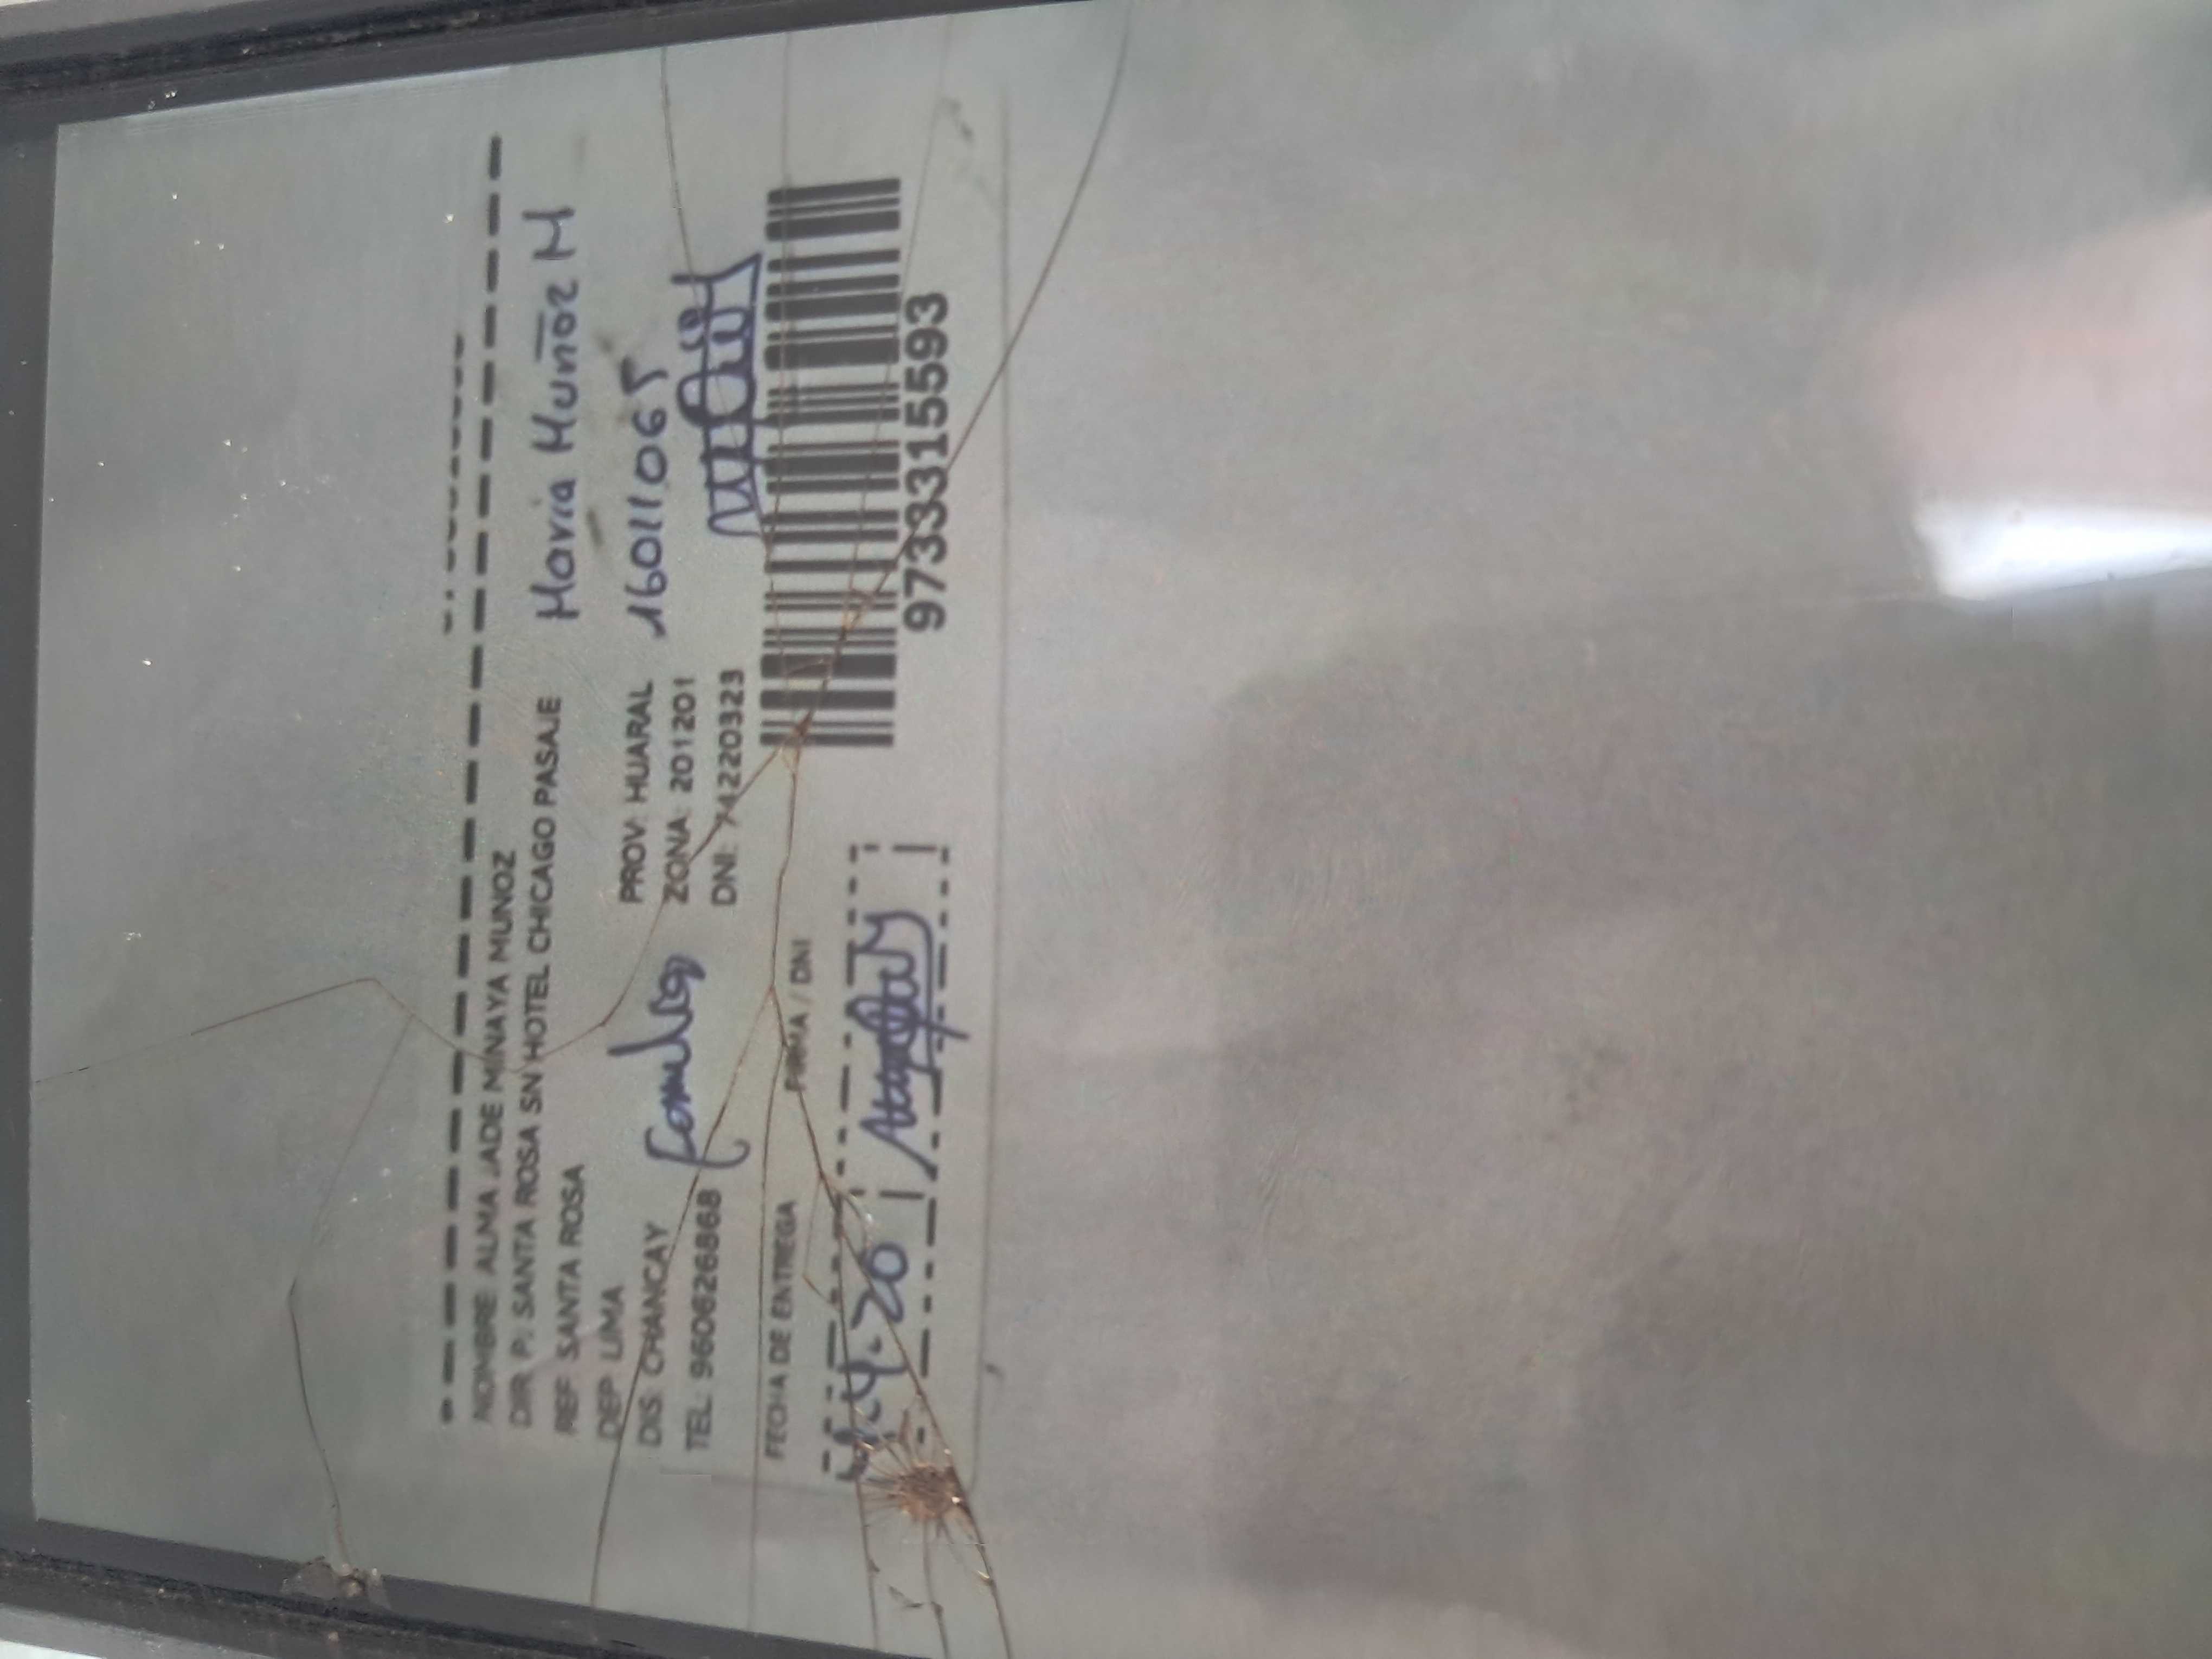 NOMBRE: ALMA JADE MINAYA MUNOZ
DIR: P. SANTA ROSA SN HOTEL CHICAGO PASAJE
REF: SANTA ROSA
María Muñoz M
DEP: LIMA
PROV: HUARAL
16011065
DIS: CHANCAY
ZONA: 201201
TEL: 960626868
DNI: 74220323
FECHA DE ENTREGA
FIRMA / DNI
9733315593